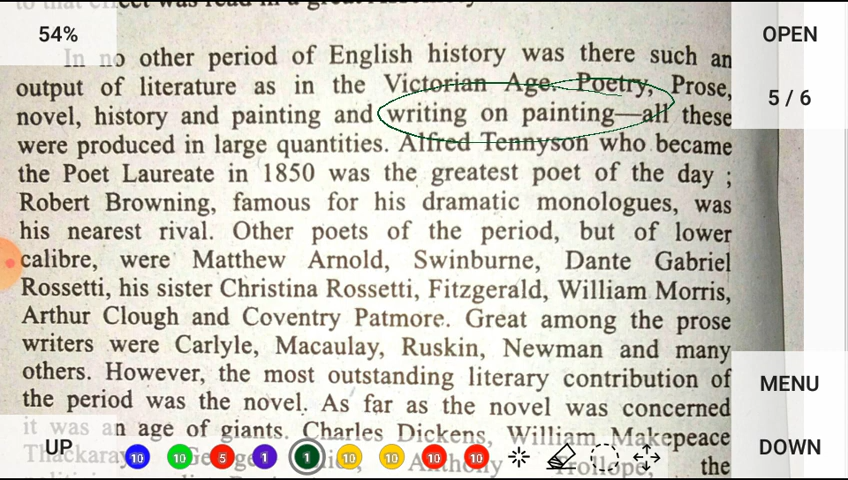 54%
OPEN
5 / 6
In no other period of English history was there such an
output of literature as in the Victorian Age. Poetry, Prose,
novel, history and painting and writing on painting—all these
were produced in large quantities. Alfred Tennyson who became
the Poet Laureate in 1850 was the greatest poet of the day ;
Robert Browning, famous for his dramatic monologues, was
his nearest rival. Other poets of the period, but of lower
calibre, were Matthew Arnold, Swinburne, Dante Gabriel
Rossetti, his sister Christina Rossetti, Fitzgerald, William Morris,
Arthur Clough and Coventry Patmore. Great among the prose
writers were Carlyle, Macaulay, Ruskin, Newman and many
others. However, the most outstanding literary contribution of
the period was the novel. As far as the novel was concerned
it was an age of giants. Charles Dickens, William Makepeace
Thackaray Trollope, the
MENU
UP
DOWN
10 10 5 1 1 10 10 10 10